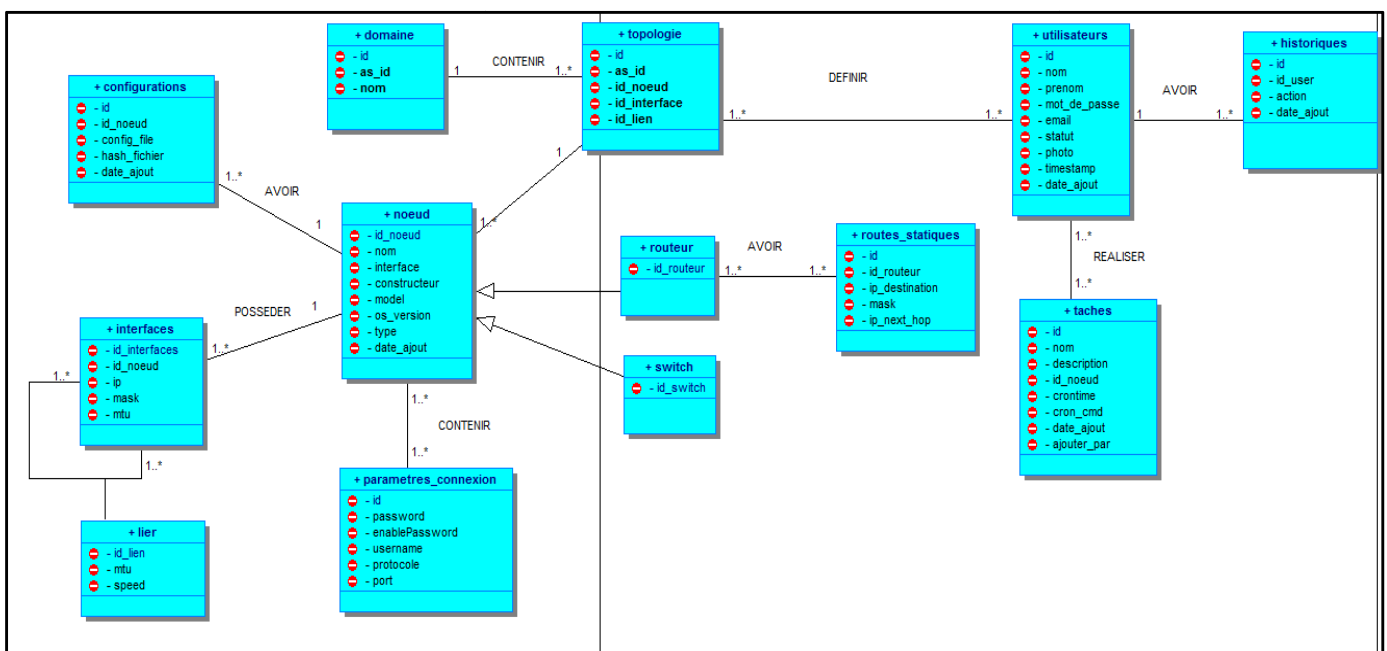 + domaine
- id
- as_id
- nom
1
CONTENIR
1..*
+ topologie
- id
- as_id
- id_noeud
- id_interface
- id_lien
1..*
DEFINIR
1..*
1
+ utilisateurs
- id
- nom
- prenom
- mot_de_passe
- email
- statut
- photo
- timestamp
- date_ajout
1
AVOIR
1..*
+ historiques
- id
- id_user
- action
- date_ajout
+ configurations
- id
- id_noeud
- config_file
- hash_fichier
- date_ajout
1..*
AVOIR
1
+ noeud
- id_noeud
- nom
- interface
- constructeur
- model
- os_version
- type
- date_ajout
1..*
+ routeur
- id_routeur
1..*
AVOIR
1..*
+ routes_statiques
- id
- id_routeur
- ip_destination
- mask
- ip_next_hop
1..*
REALISER
1..*
+ interfaces
- id_interfaces
- id_noeud
- ip
- mask
- mtu
1..*
POSSEDER
1
1..*
1..*
+ switch
- id_switch
+ taches
- id
- nom
- description
- id_noeud
- crontime
- cron_cmd
- date_ajout
- ajouter_par
1..*
CONTENIR
1..*
+ lier
- id_lien
- mtu
- speed
+ parametres_connexion
- id
- password
- enablePassword
- username
- protocole
- port